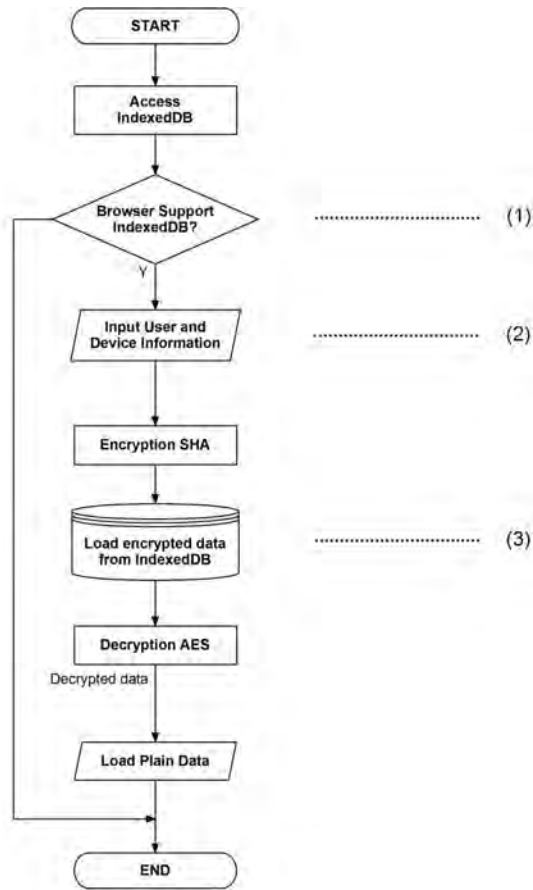 START
Access
IndexedDB
Browser Support
IndexedDB?
(1)
Y
Input User and
Device Information
(2)
Encryption SHA
Load encrypted data
from IndexedDB
(3)
Decryption AES
Decrypted data
Load Plain Data
END